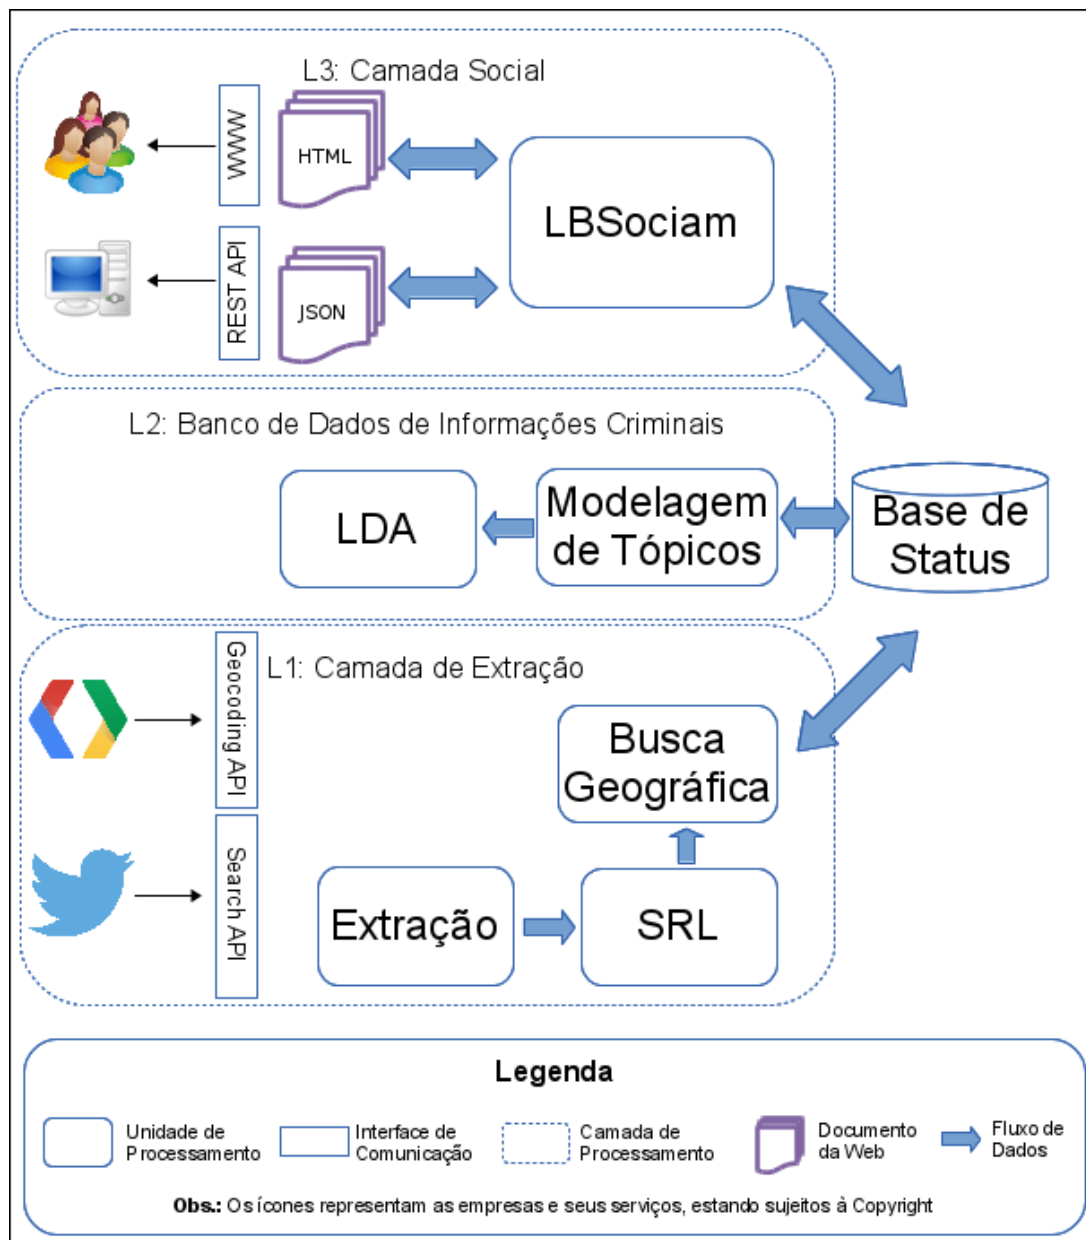 L3: Camada Social
WWW
HTML
LBSociam
REST API
JSON
L2: Banco de Dados de Informações Criminais
LDA
Modelagem
de Tópicos
Base de
Status
L1: Camada de Extração
Geocoding API
Busca
Geográfica
Search API
Extração
SRL
Legenda
Unidade de
Processamento
Interface de
Comunicação
Camada de
Processamento
Documento
da Web
Fluxo de
Dados
Obs.: Os ícones representam as empresas e seus serviços, estando sujeitos à Copyright